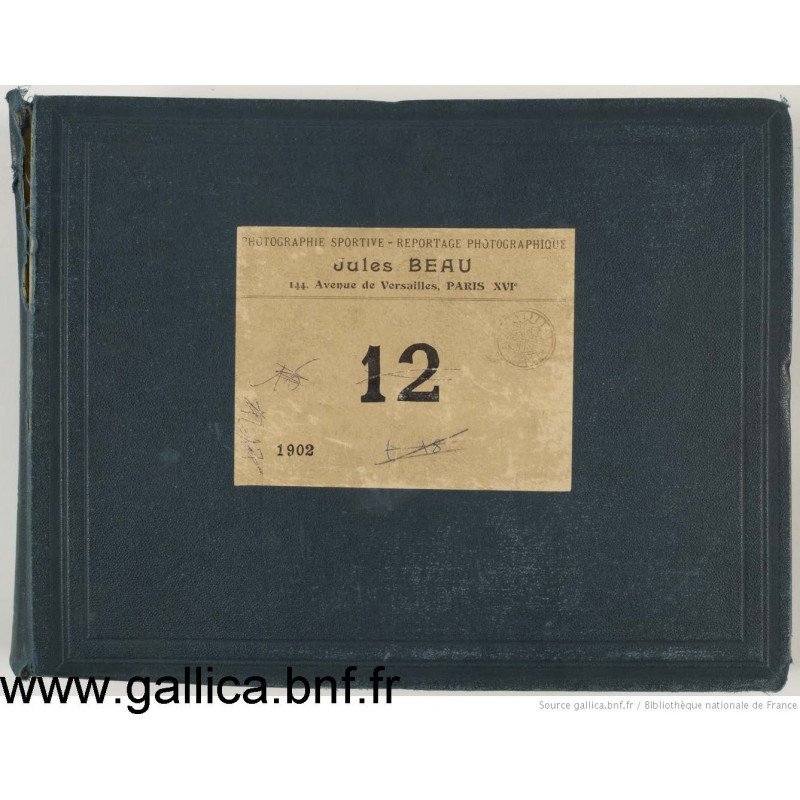 PHOTOGRAPHIE SPORTIVE - REPORTAGE PHOTOGRAPHIQUE
Jules BEAU
144, Avenue de Versailles, PARIS XVIe
12
1902
www.gallica.bnf.fr
Source gallica.bnf.fr / Bibliothèque nationale de France